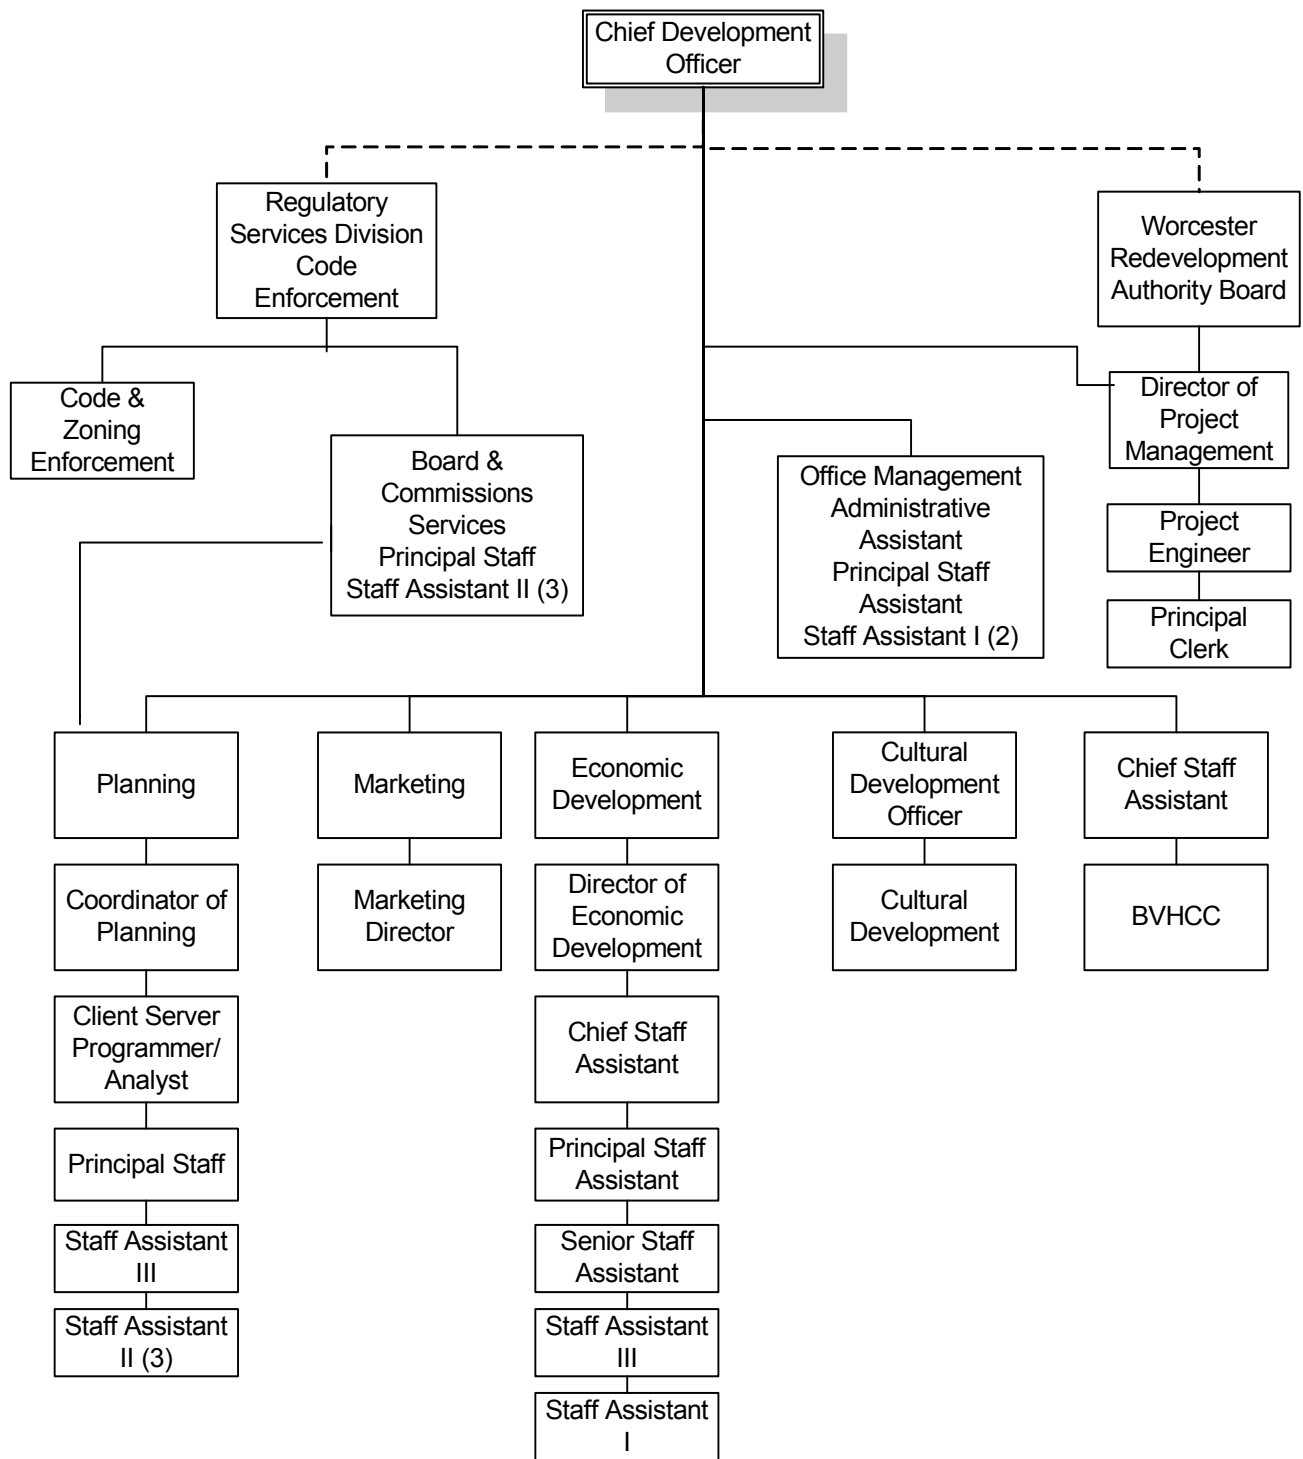 Chief Development
Officer
Regulatory
Services Division
Code
Enforcement
Worcester
Redevelopment
Authority Board
Code &
Zoning
Enforcement
Board &
Commissions
Services
Principal Staff
Staff Assistant II (3)
Office Management
Administrative
Assistant
Principal Staff
Assistant
Staff Assistant I (2)
Director of
Project
Management
Project
Engineer
Principal
Clerk
Planning
Marketing
Economic
Development
Cultural
Development
Officer
Chief Staff
Assistant
Coordinator of
Planning
Marketing
Director
Director of
Economic
Development
Cultural
Development
BVHCC
Client Server
Programmer/
Analyst
Chief Staff
Assistant
Principal Staff
Principal Staff
Assistant
Staff Assistant
III
Senior Staff
Assistant
Staff Assistant
II (3)
Staff Assistant
III
Staff Assistant
I